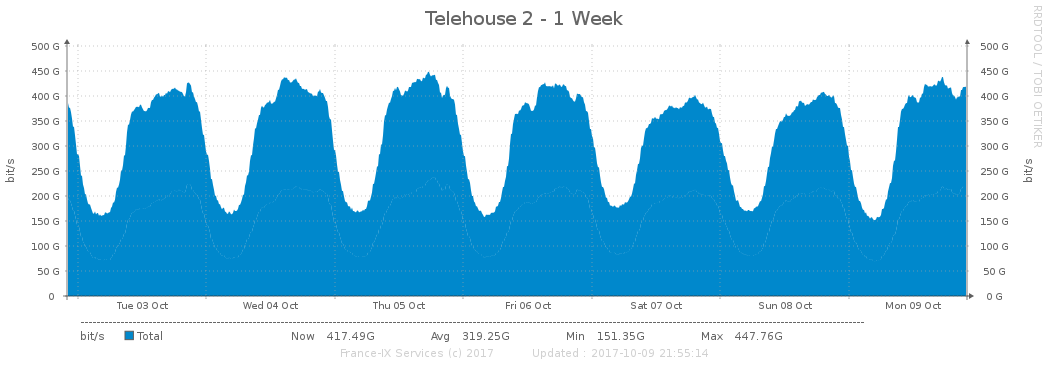 Telehouse 2 - 1 Week
RRDTOOL / TOBI OETIKER
500 G 500 G
450 G 450 G
400 G 400 G
350 G 350 G
300 G 300 G
250 G 250 G
200 G 200 G
150 G 150 G
100 G 100 G
50 G 50 G
0 0 G
bit/s bit/s
Tue 03 Oct Wed 04 Oct Thu 05 Oct Fri 06 Oct Sat 07 Oct Sun 08 Oct Mon 09 Oct
bit/s Total Now 417.49G Avg 319.25G Min 151.35G Max 447.76G
France-IX Services (c) 2017 Updated : 2017-10-09 21:55:14